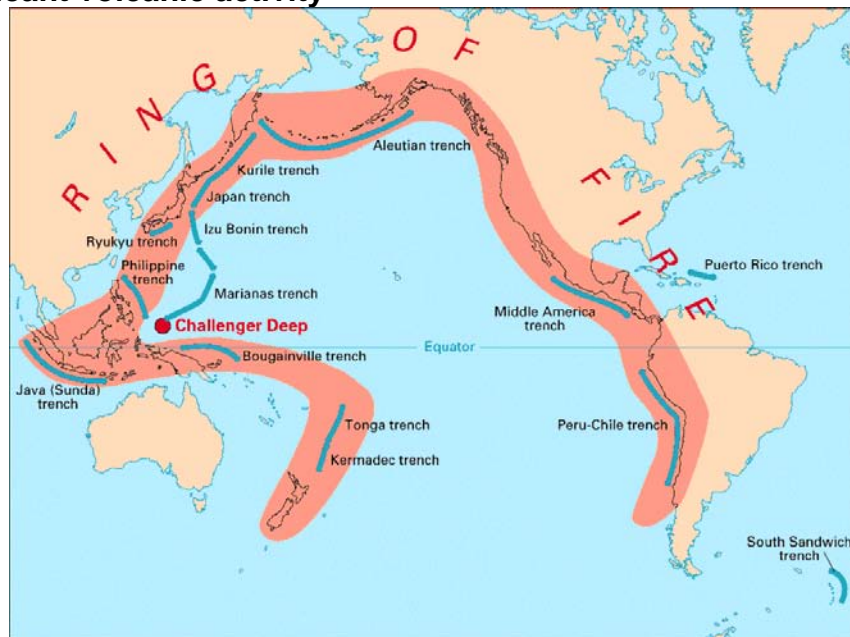 volcanic activity
RING OF FIRE
Aleutian trench
Kurile trench
Japan trench
Izu Bonin trench
Ryukyu trench
Philippine
trench
Marianas trench
Challenger Deep
Puerto Rico trench
Middle America
trench
Equator
Bougainville trench
Java (Sunda)
trench
Tonga trench
Kermadec trench
Peru-Chile trench
South Sandwich
trench